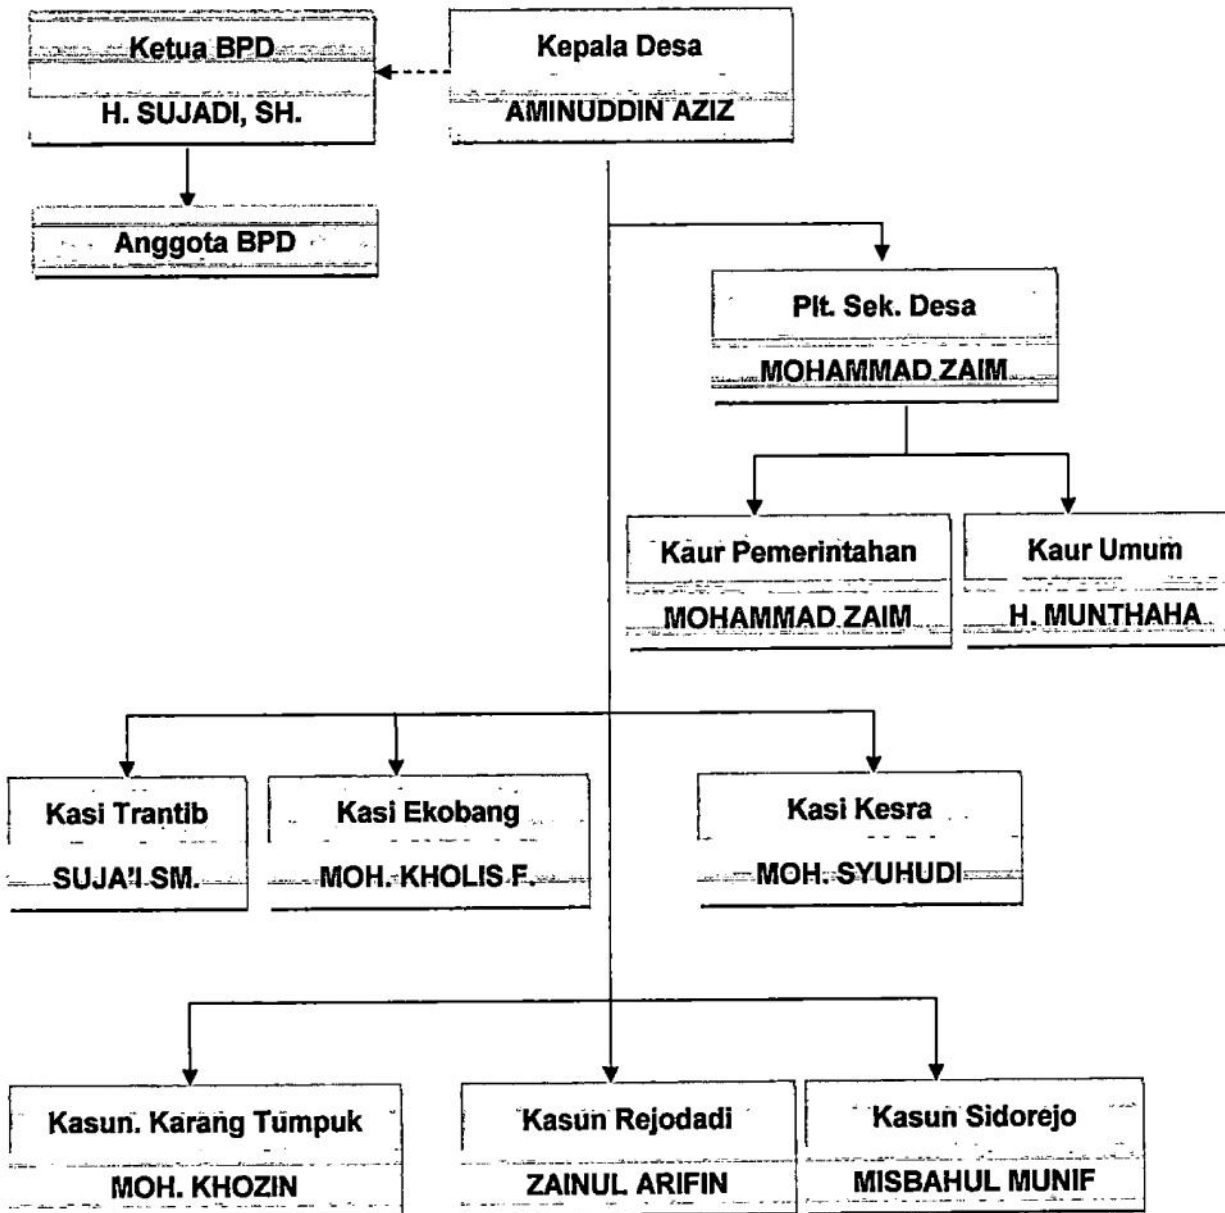 Ketua BPD
H. SUJADI, SH.
Kepala Desa
AMINUDDIN AZIZ
Anggota BPD
Plt. Sek. Desa
MOHAMMAD ZAIM
Kaur Pemerintahan
MOHAMMAD ZAIM
Kaur Umum
H. MUNTHAHA
Kasi Trantib
SUJA'I SM.
Kasi Ekobang
MOH. KHOLIS F.
Kasi Kesra
MOH. SYUHUDI
Kasun. Karang Tumpuk
MOH. KHOZIN
Kasun Rejodadi
ZAINUL ARIFIN
Kasun Sidorejo
MISBAHUL MUNIF